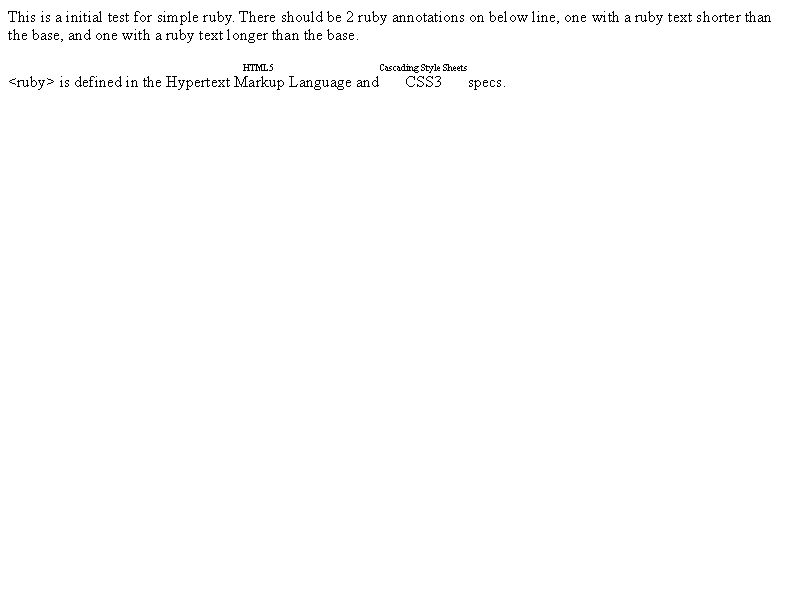 This is a initial test for simple ruby. There should be 2 ruby annotations on below line, one with a ruby text shorter than
the base, and one with a ruby text longer than the base.
HTML5 Cascading Style Sheets
<ruby> is defined in the Hypertext Markup Language and CSS3 specs.